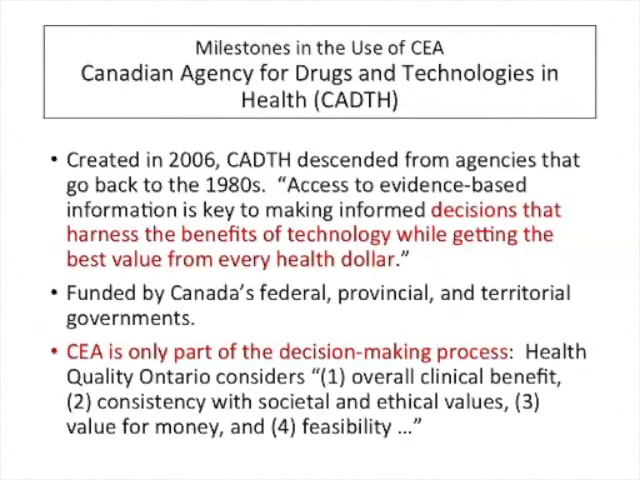 Milestones in the Use of CEA
Canadian Agency for Drugs and Technologies in
Health (CADTH)
• Created in 2006, CADTH descended from agencies that
go back to the 1980s. “Access to evidence-based
information is key to making informed decisions that
harness the benefits of technology while getting the
best value from every health dollar.”
• Funded by Canada’s federal, provincial, and territorial
governments.
• CEA is only part of the decision-making process: Health
Quality Ontario considers “(1) overall clinical benefit,
(2) consistency with societal and ethical values, (3)
value for money, and (4) feasibility …”